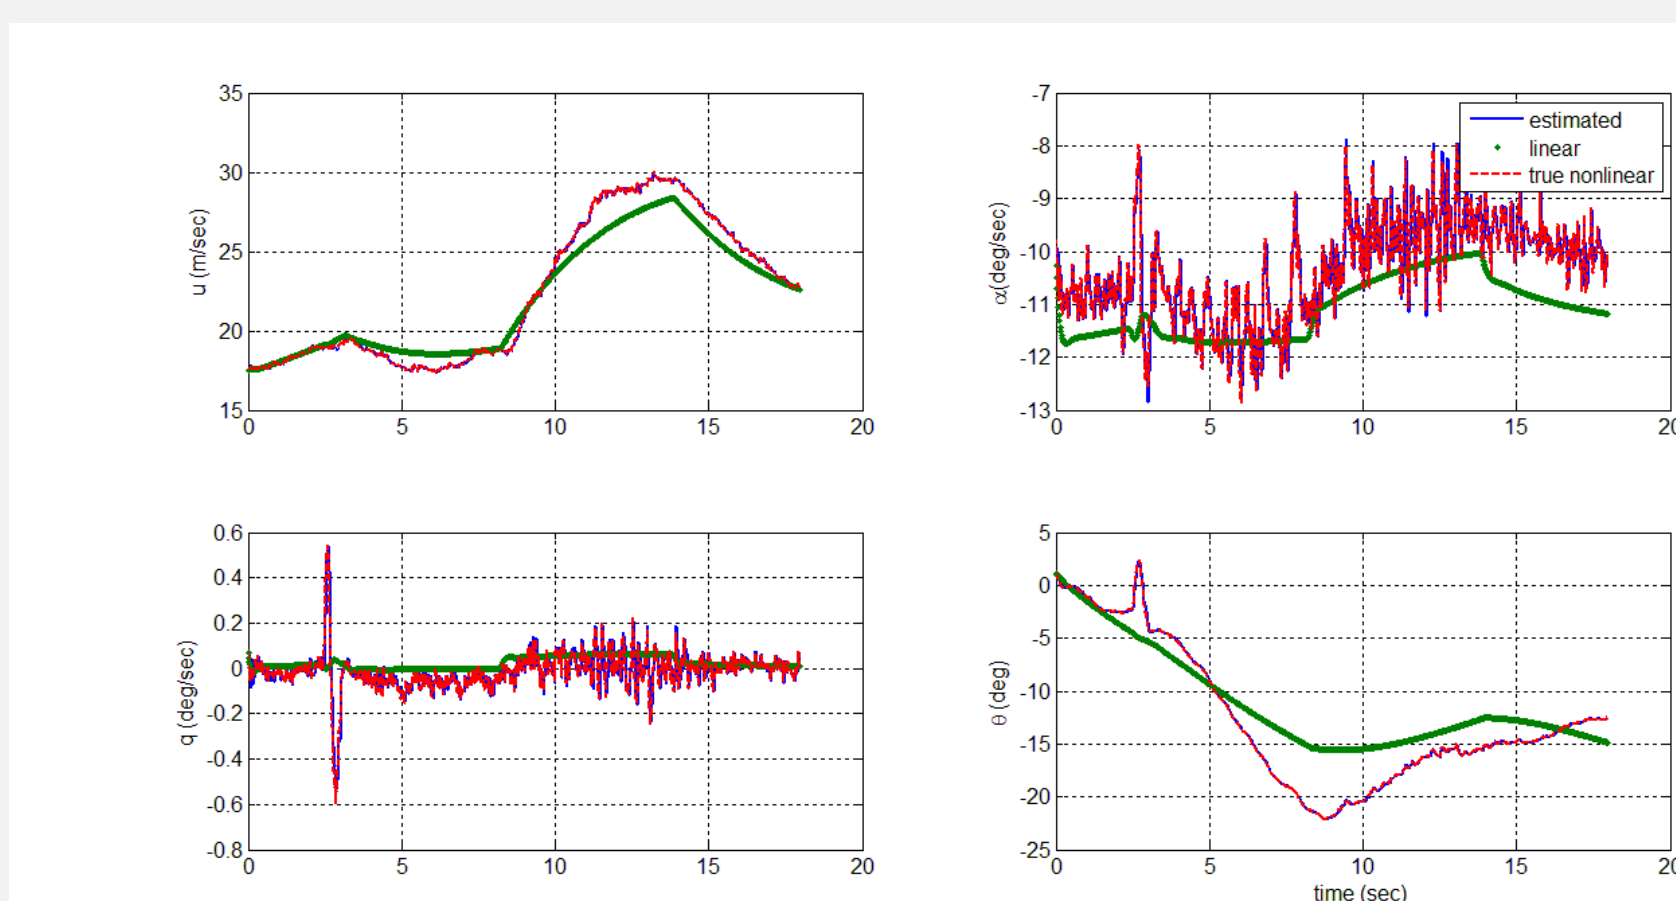 35
30
25
20
15
u (m/sec)
0 5 10 15 20
-7
-8
-9
-10
-11
-12
-13
α(deg/sec)
0 5 10 15 20
estimated
linear
true nonlinear
0.6
0.4
0.2
0
-0.2
-0.4
-0.6
-0.8
q (deg/sec)
0 5 10 15 20
5
0
-5
-10
-15
-20
-25
θ (deg)
0 5 10 15 20
time (sec)